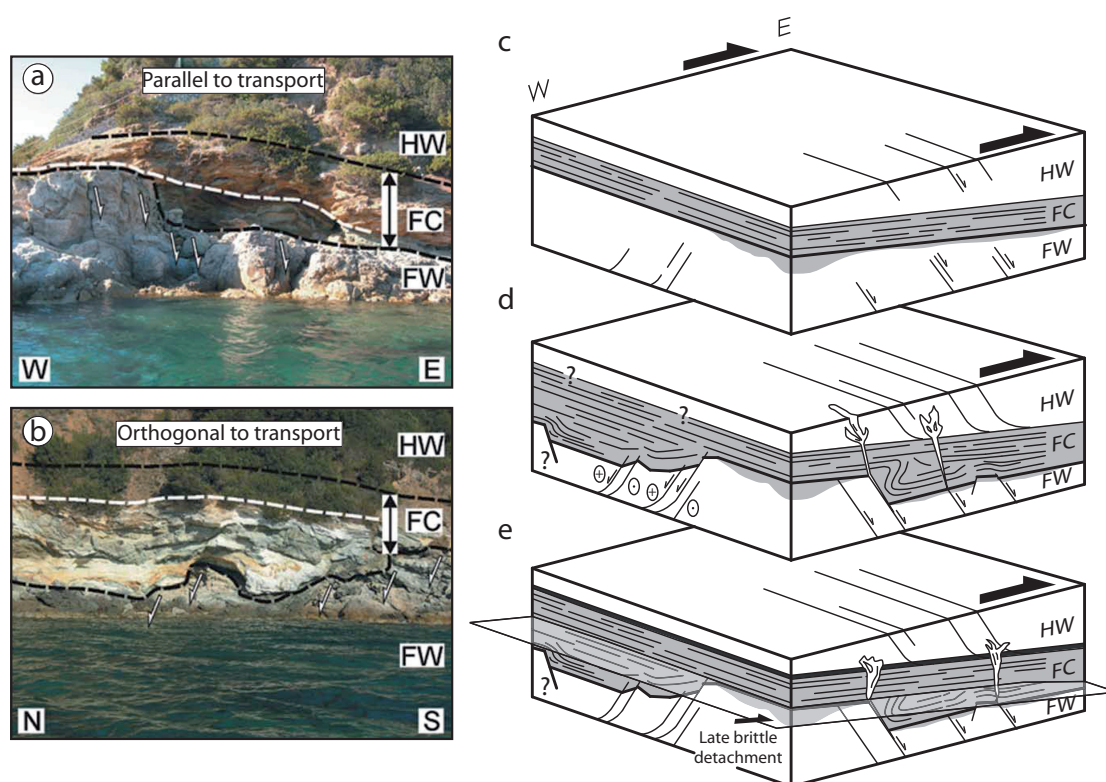 a
Parallel to transport
HW
FC
FW
W
E
b
Orthogonal to transport
HW
FC
FW
N
S
c
W
E
HW
FC
FW
d
?
?
?
HW
FC
FW
e
?
HW
FC
FW
Late brittle
detachment